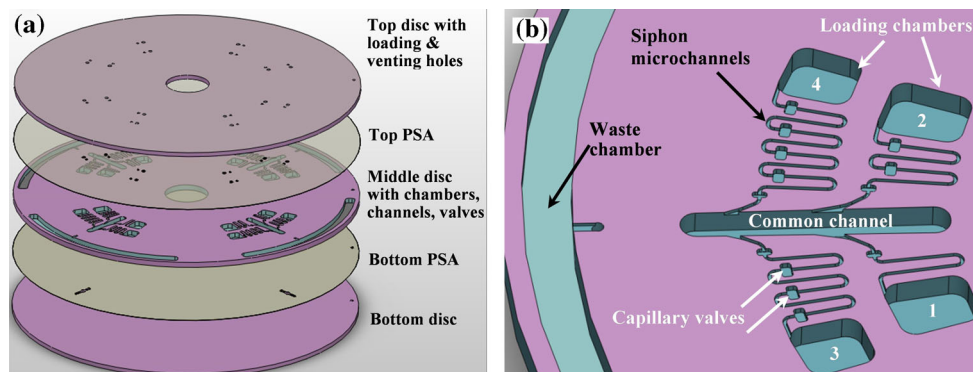 (a)
Top disc with
loading &
venting holes
Top PSA
Middle disc
with chambers,
channels, valves
Bottom PSA
Bottom disc
(b)
Siphon
microchannels
Loading chambers
4
2
Waste
chamber
Common channel
Capillary valves
1
3